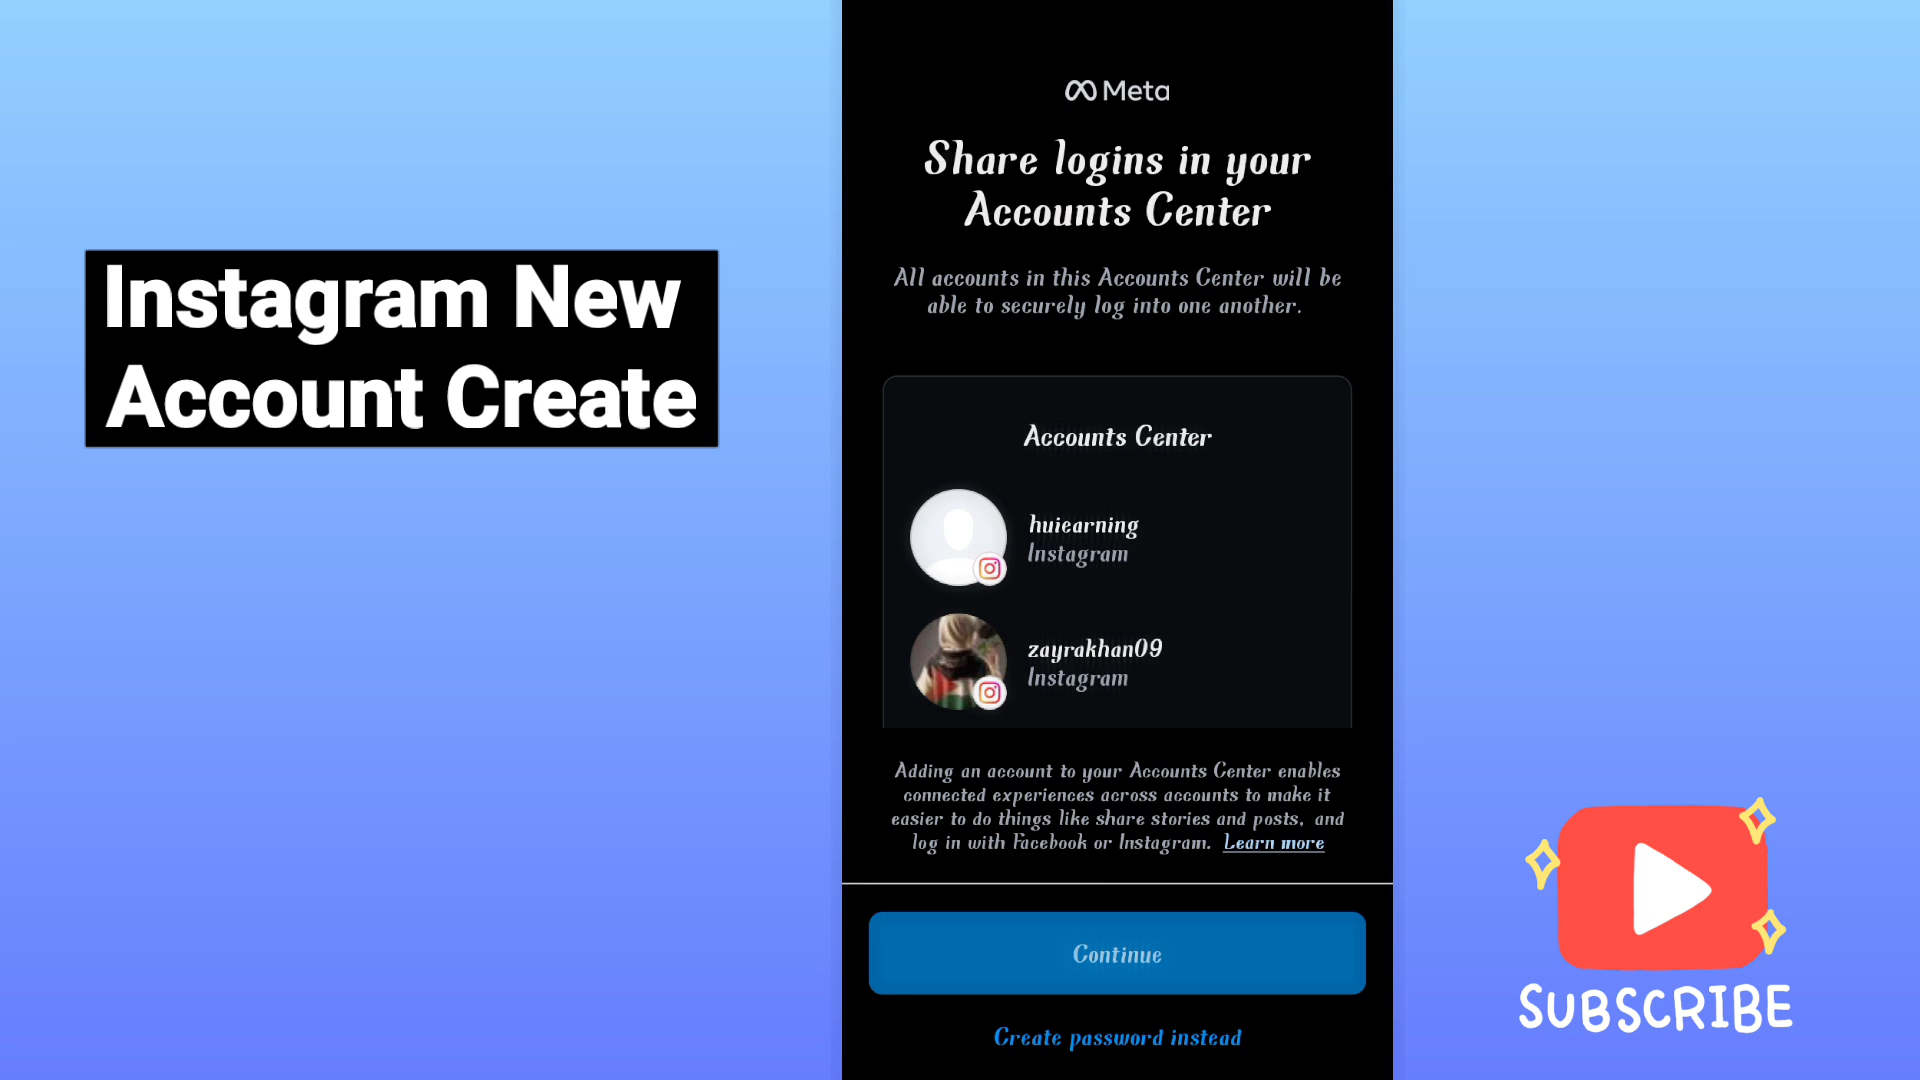 Instagram New
Account Create
Meta
Share logins in your
Accounts Center
All accounts in this Accounts Center will be
able to securely log into one another.
Accounts Center
huiearning
Instagram
zayrakhan09
Instagram
Adding an account to your Accounts Center enables
connected experiences across accounts to make it
easier to do things like share stories and posts, and
log in with Facebook or Instagram. Learn more
Continue
Create password instead
SUBSCRIBE